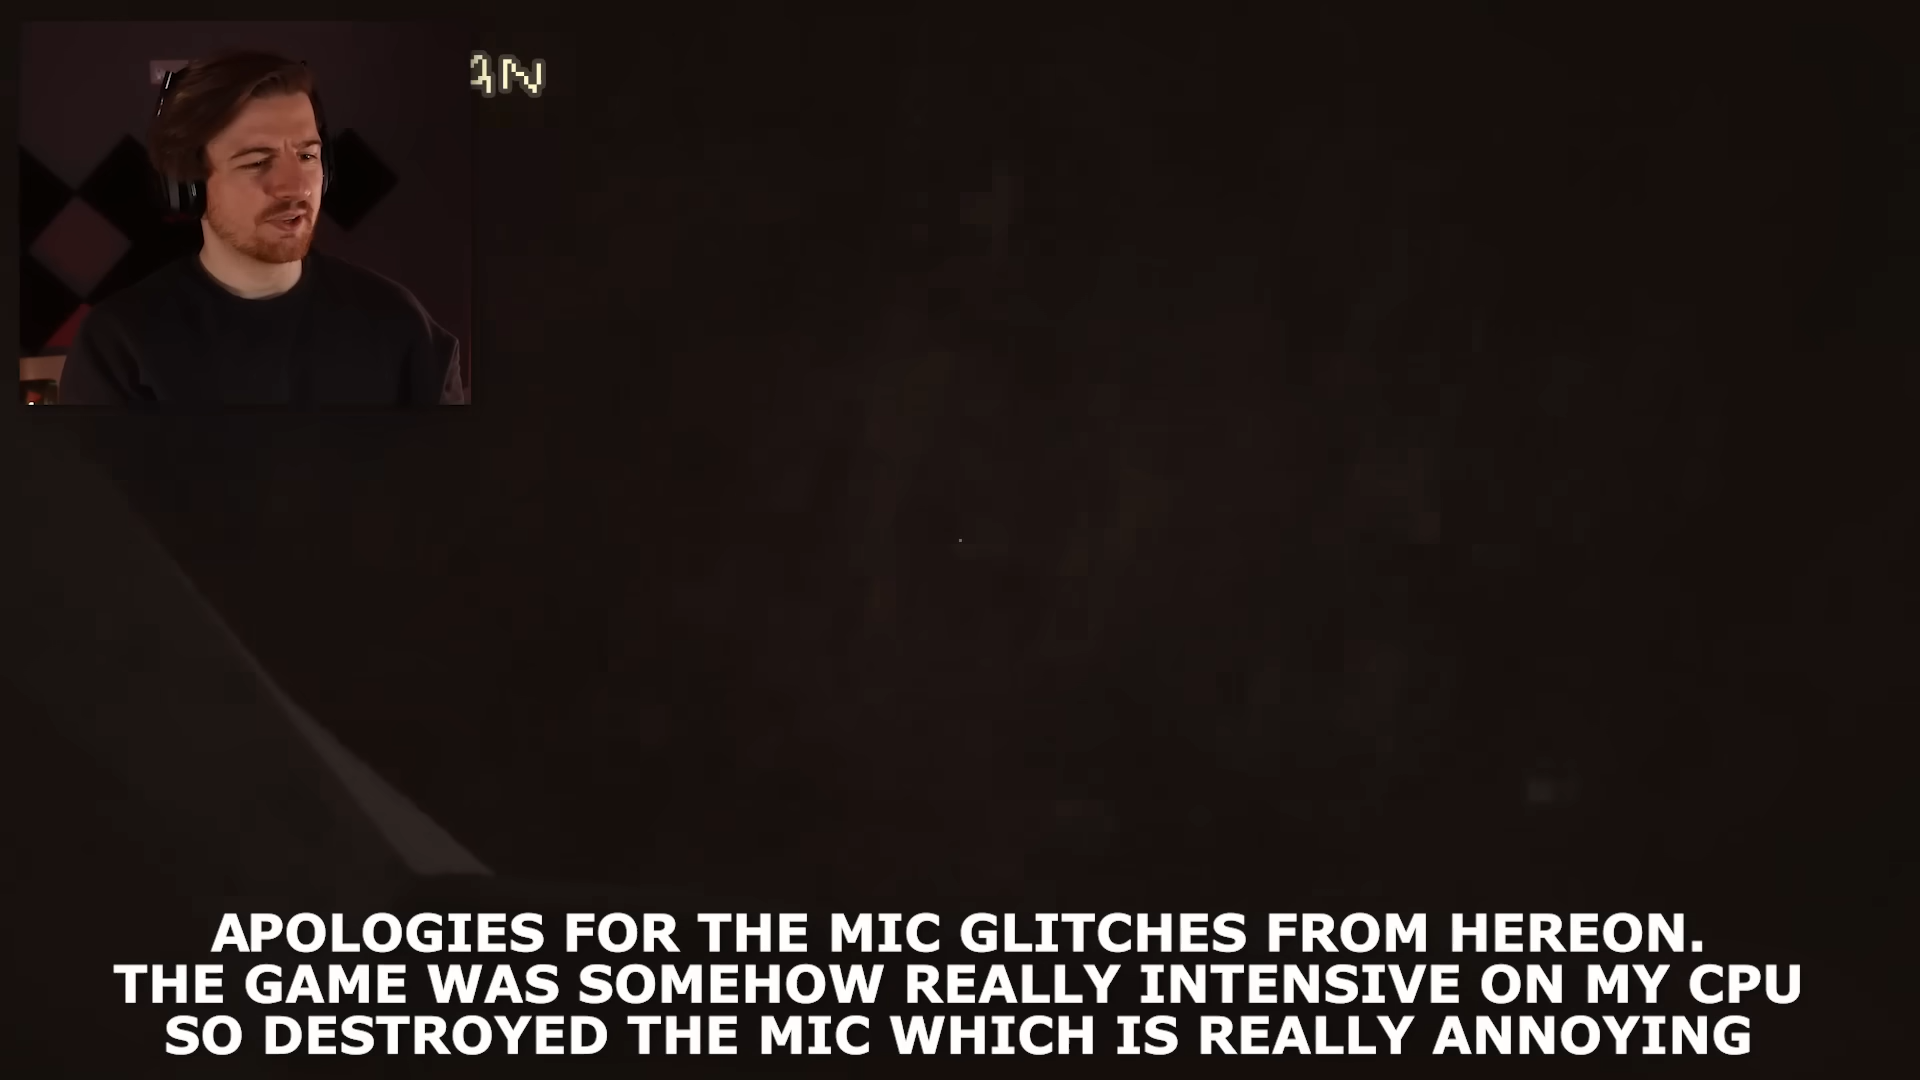 APOLOGIES FOR THE MIC GLITCHES FROM HEREON.
THE GAME WAS SOMEHOW REALLY INTENSIVE ON MY CPU
SO DESTROYED THE MIC WHICH IS REALLY ANNOYING